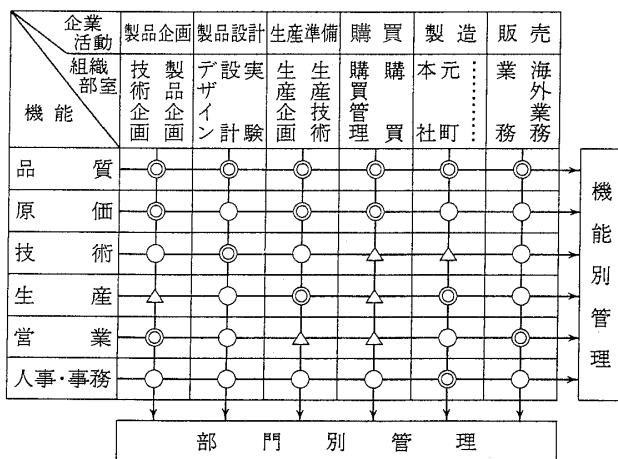 企業活動
製品企画 製品設計 生産準備 購買 製造 販売
組織部室
技術企画 製品企画 デザイン 設計 実験 生産企画 生産技術 購買管理 購買 本社 元町…… 業務 海外業務
機能
品質 ◎ ◎ ◎ ◎ ◎ ◎
原価 ◎ ○ ◎ ◎ ○ ○
技術 ○ ◎ ○ △ △ ○
生産 △ ○ ◎ △ ◎ ○
営業 ◎ ○ △ △ ○ ◎
人事・事務 ○ ○ ○ ○ ◎ ○
機能別管理
部門別管理